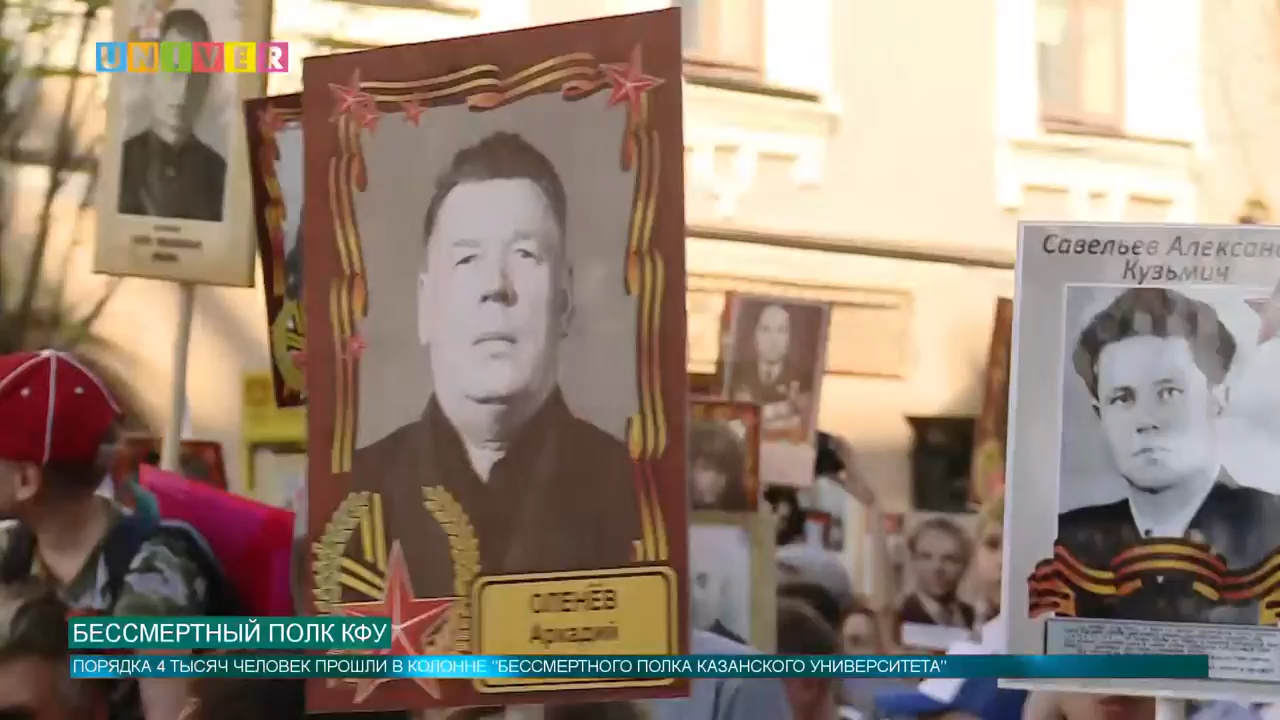 UNIVER
Савельев Алексан
Кузьмич
ОЛЕНЁВ
Аркадий
БЕССМЕРТНЫЙ ПОЛК КФУ
ПОРЯДКА 4 ТЫСЯЧ ЧЕЛОВЕК ПРОШЛИ В КОЛОННЕ "БЕССМЕРТНОГО ПОЛКА КАЗАНСКОГО УНИВЕРСИТЕТА"